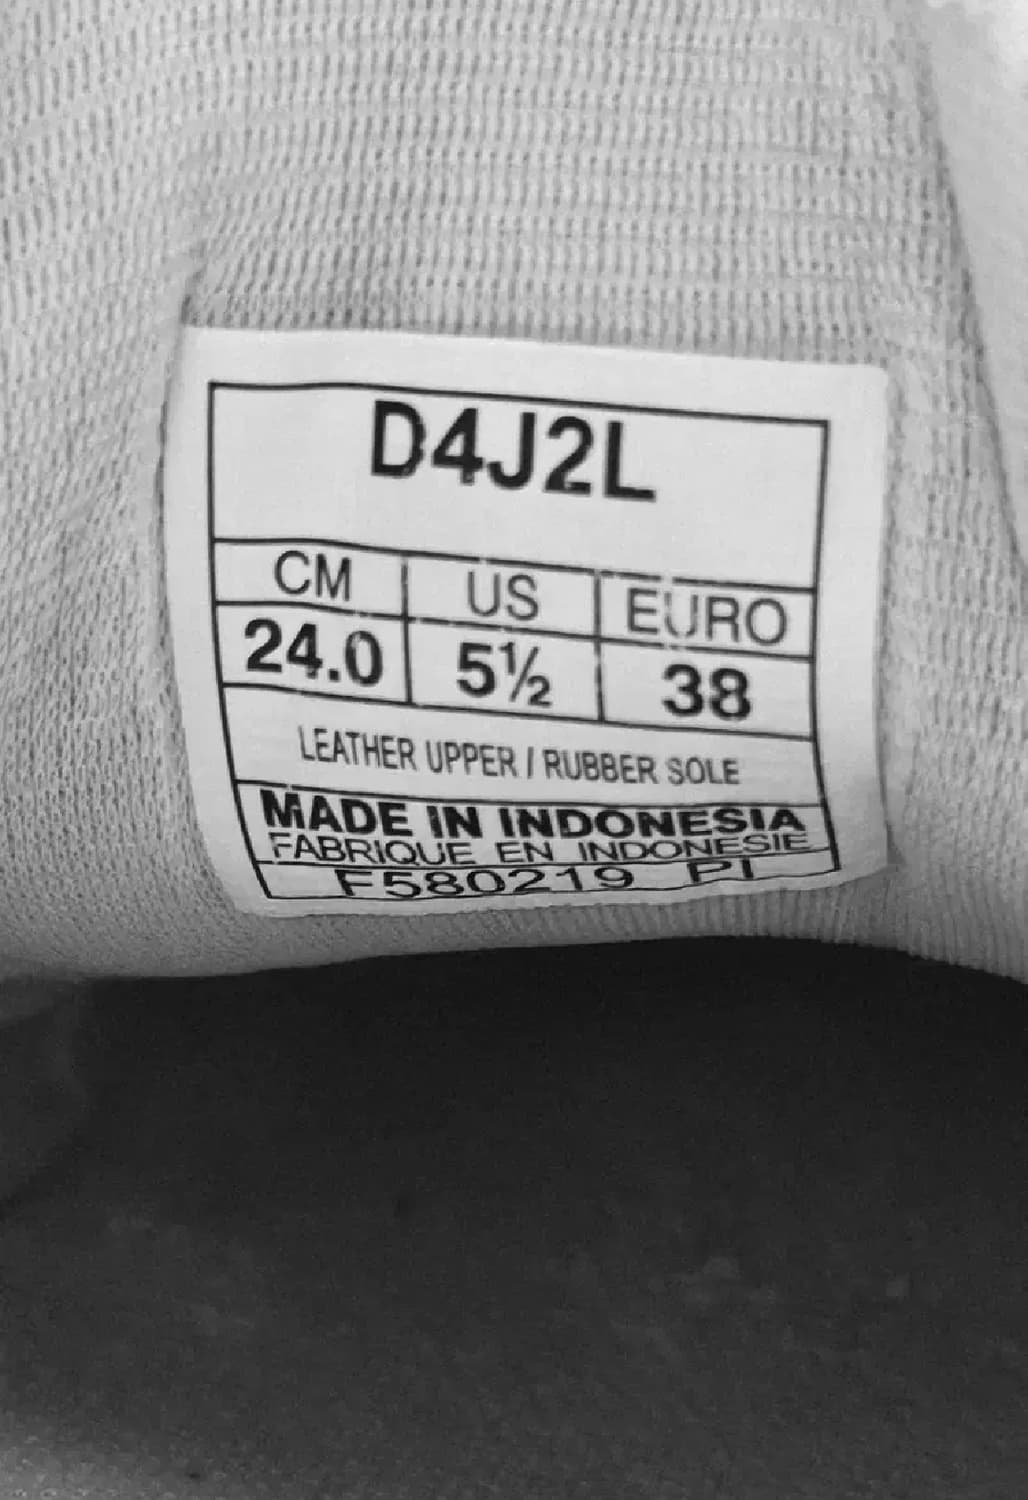 D4J2L
CM US EURO
24.0 5½ 38
LEATHER UPPER / RUBBER SOLE
MADE IN INDONESIA
FABRIQUE EN INDONESIE
F580219 PI